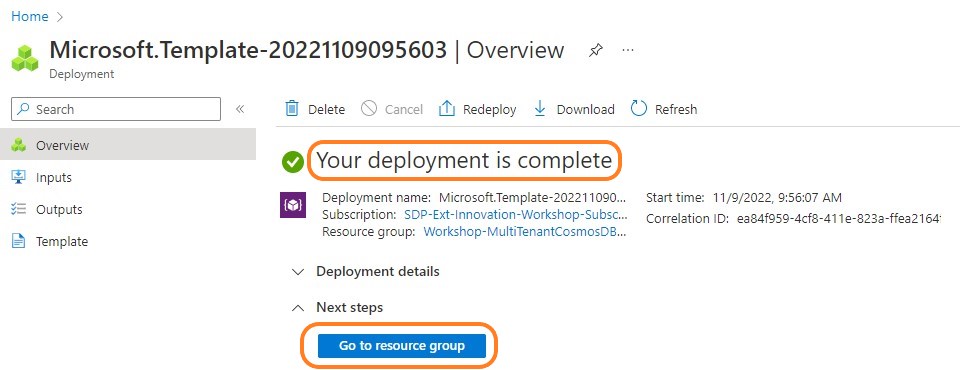 Home >
Microsoft.Template-20221109095603 | Overview ...
Deployment
Search «
Delete Cancel Redeploy Download Refresh
Overview
Inputs
Outputs
Template
Your deployment is complete
Deployment name: Microsoft.Template-202211090... Start time: 11/9/2022, 9:56:07 AM
Subscription: SDP-Ext-Innovation-Workshop-Subsc... Correlation ID: ea84f959-4cf8-411e-823a-ffea2164
Resource group: Workshop-MultiTenantCosmosDB...
Deployment details
Next steps
Go to resource group